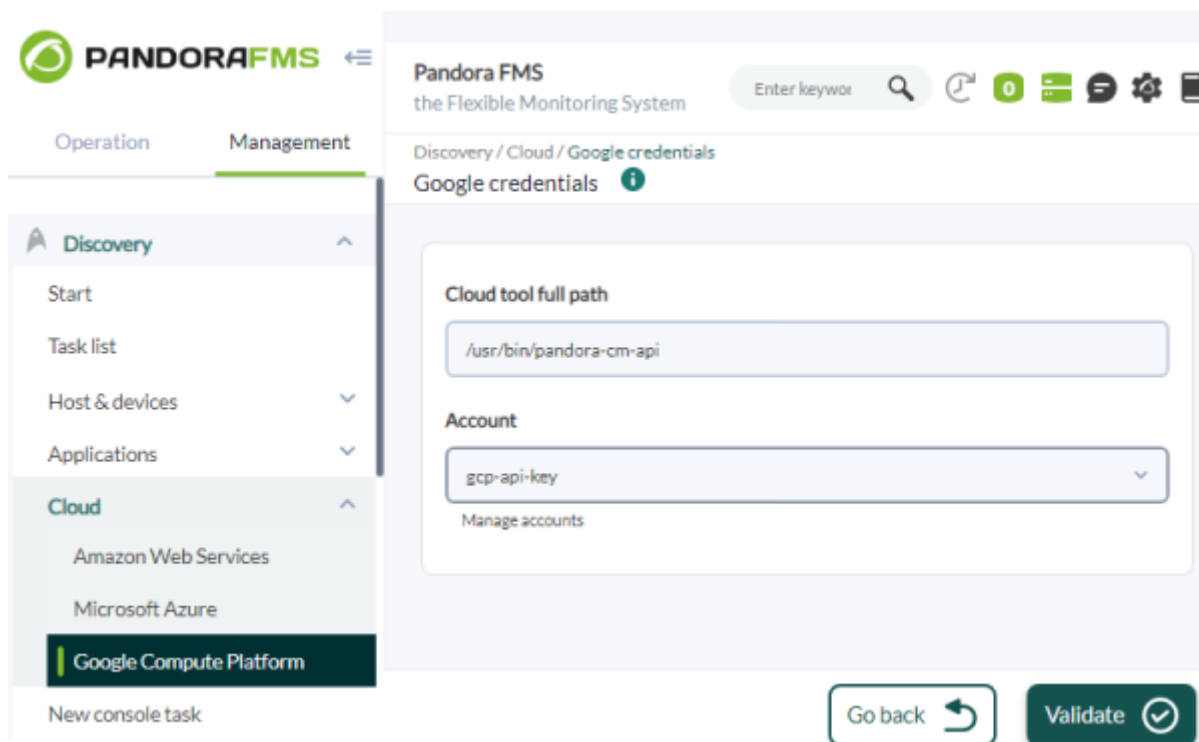 PANDORAFMS
Operation
Management
Discovery
Start
Task list
Host & devices
Applications
Cloud
Amazon Web Services
Microsoft Azure
Google Compute Platform
New console task
Pandora FMS
the Flexible Monitoring System
Enter keywor
0
Discovery / Cloud / Google credentials
Google credentials
Cloud tool full path
/usr/bin/pandora-cm-api
Account
gcp-api-key
Manage accounts
Go back
Validate